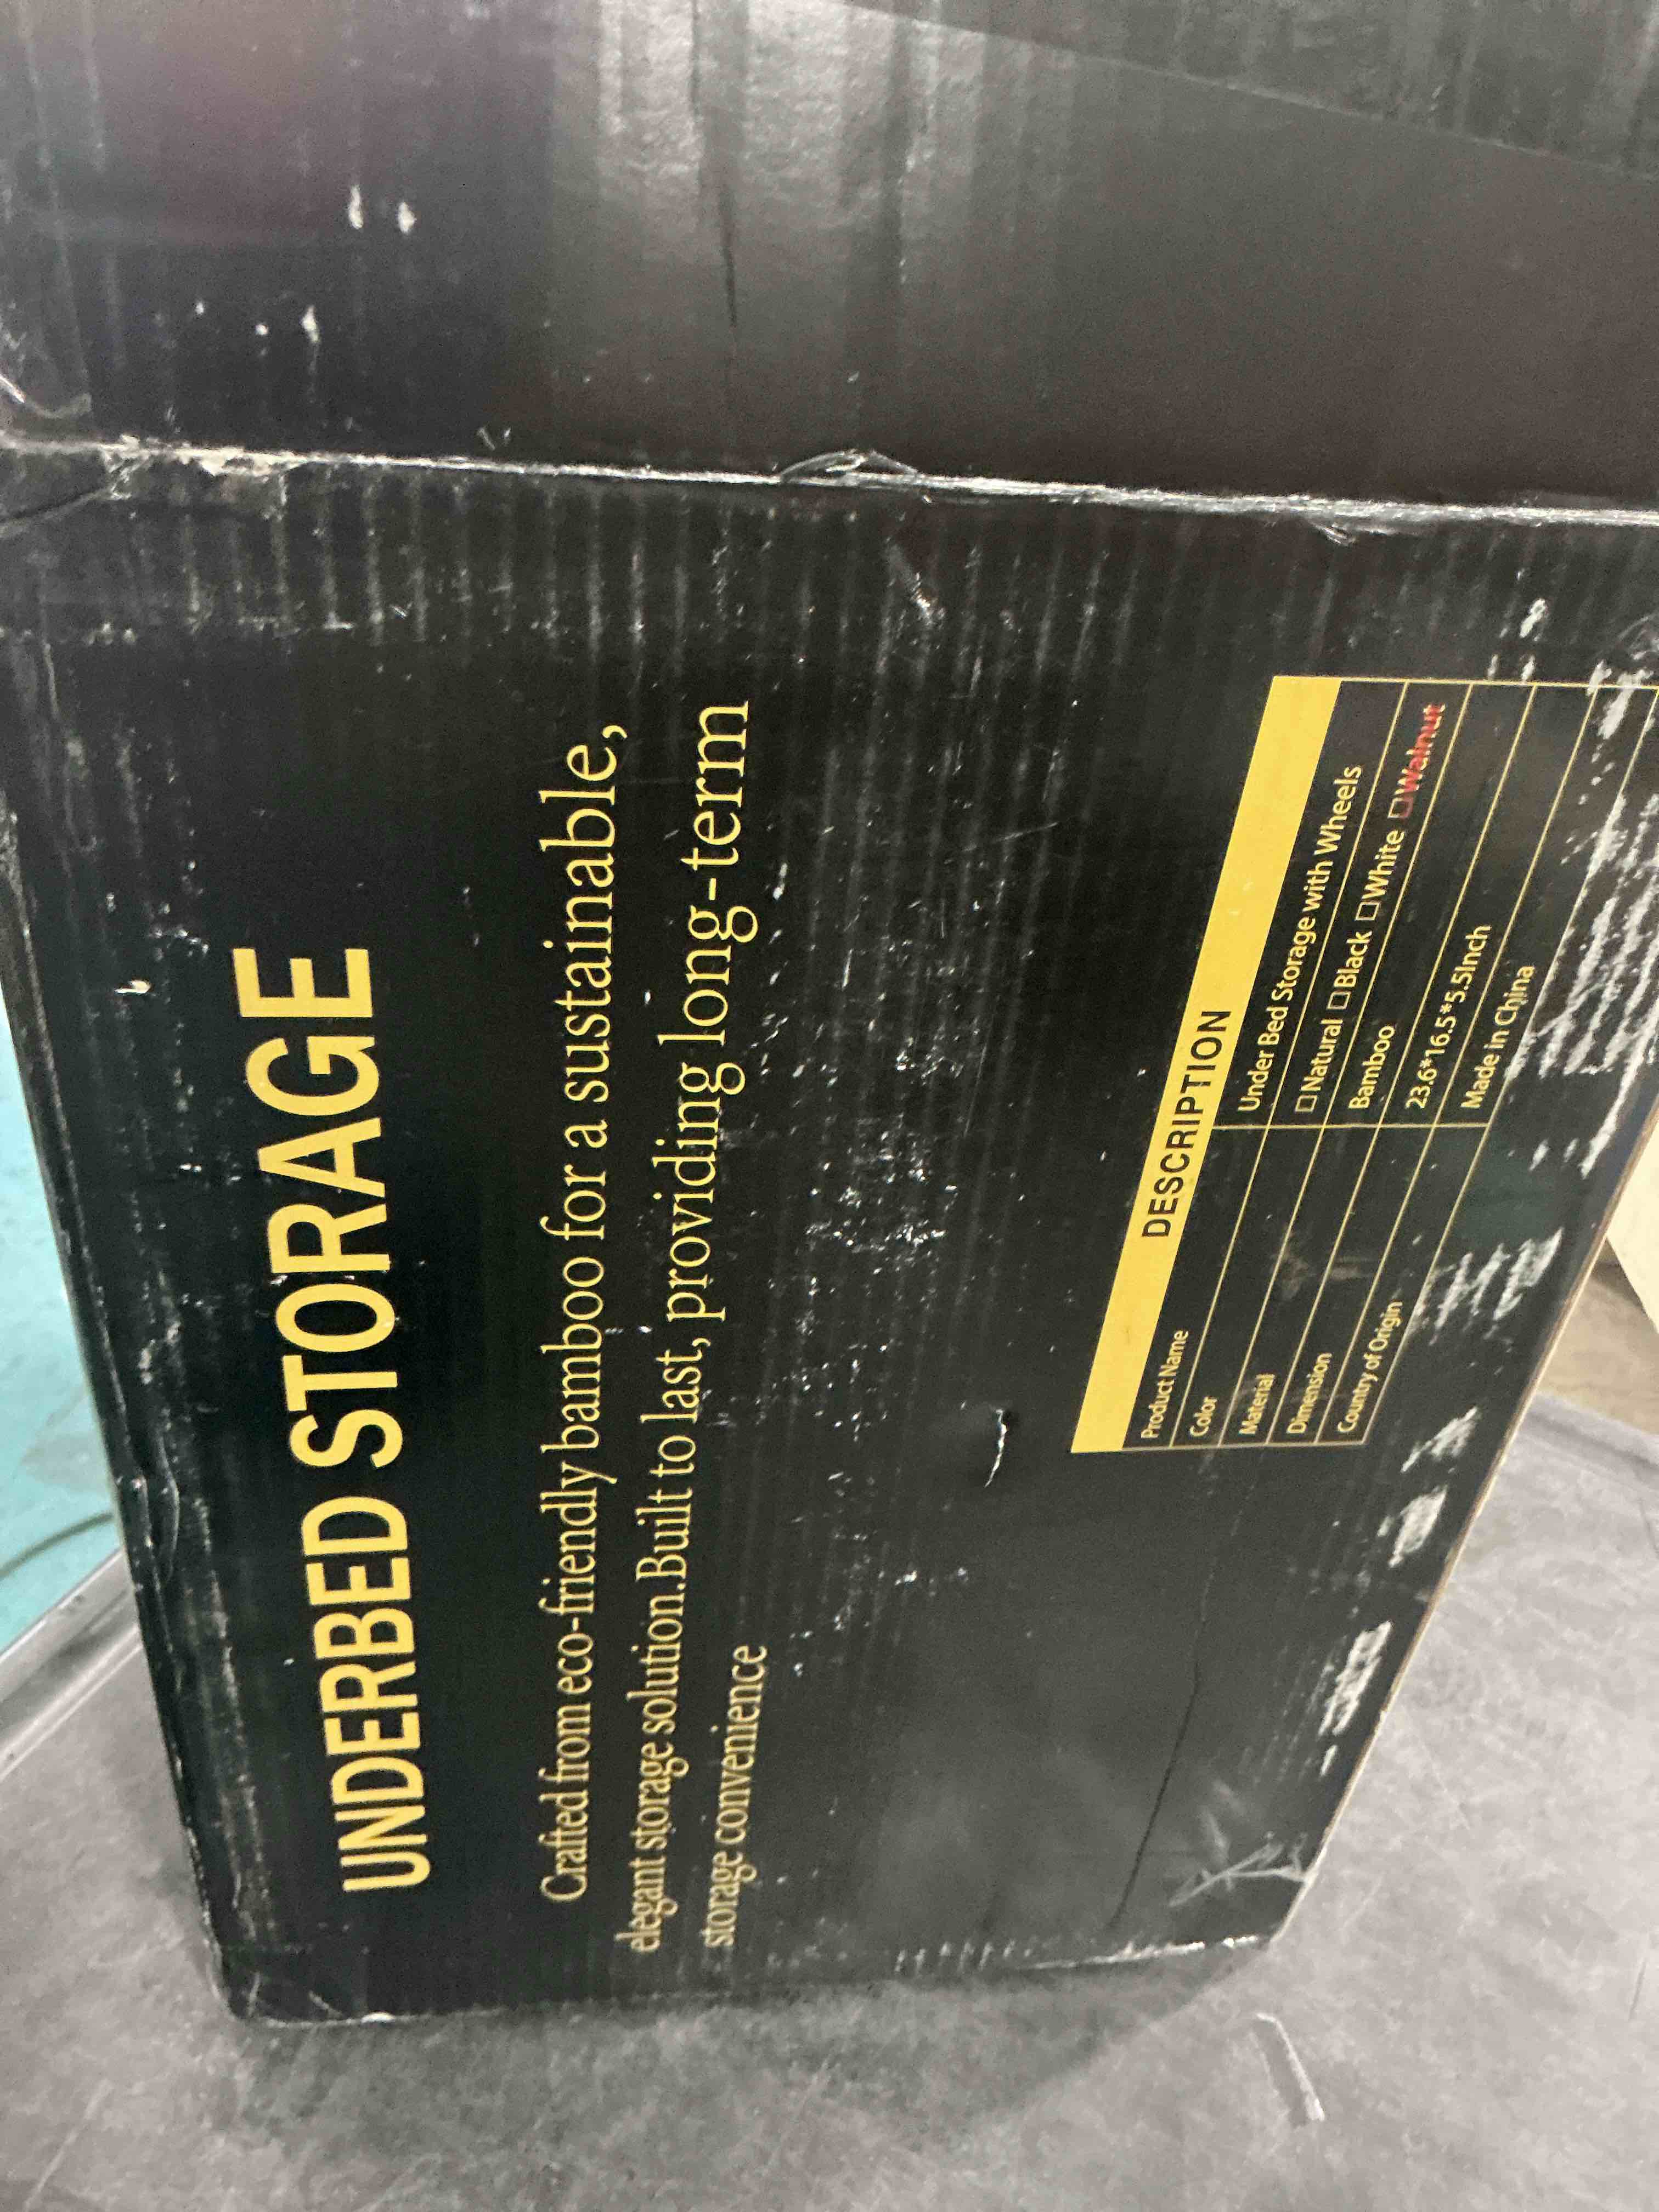 UNDERBED STORAGE
Crafted from eco-friendly bamboo for a sustainable,
elegant storage solution.Built to last, providing long-term
storage convenience
DESCRIPTION
Product Name Under Bed Storage with Wheels
Color □Natural □Black □White □Walnut
Material Bamboo
Dimension 23.6*16.5*5.5Inch
Country of Origin Made in China